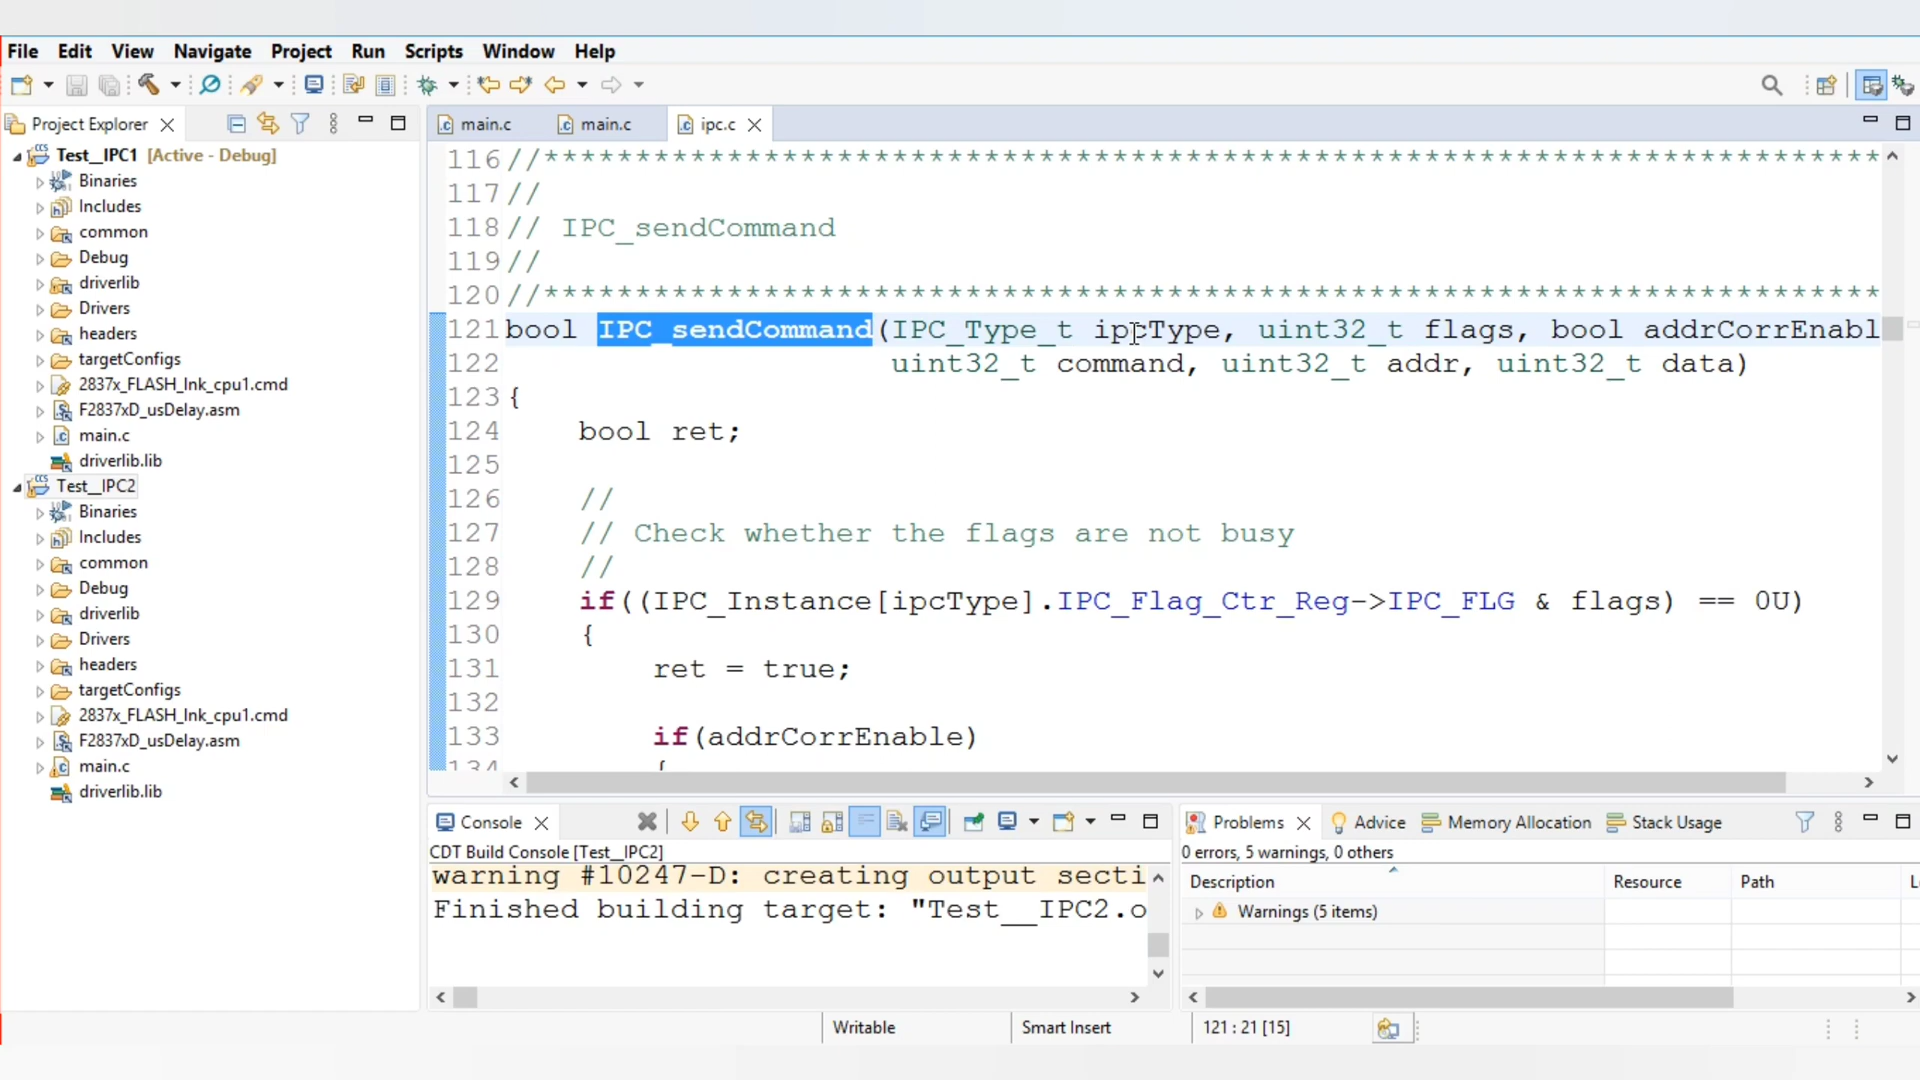 File Edit View Navigate Project Run Scripts Window Help
Project Explorer
main.c main.c ipc.c
Test__IPC1 [Active - Debug]
Binaries
Includes
common
Debug
driverlib
Drivers
headers
targetConfigs
2837x_FLASH_lnk_cpu1.cmd
F2837xD_usDelay.asm
main.c
driverlib.lib
Test__IPC2
Binaries
Includes
common
Debug
driverlib
Drivers
headers
targetConfigs
2837x_FLASH_lnk_cpu1.cmd
F2837xD_usDelay.asm
main.c
driverlib.lib
116 //*************************************************************************
117 //
118 // IPC_sendCommand
119 //
120 //*************************************************************************
121 bool IPC_sendCommand(IPC_Type_t ipcType, uint32_t flags, bool addrCorrEnabl
122 uint32_t command, uint32_t addr, uint32_t data)
123 {
124 bool ret;
125
126 //
127 // Check whether the flags are not busy
128 //
129 if((IPC_Instance[ipcType].IPC_Flag_Ctr_Reg->IPC_FLG & flags) == 0U)
130 {
131 ret = true;
132
133 if(addrCorrEnable)
134 {
Console
CDT Build Console [Test__IPC2]
warning #10247-D: creating output secti
Finished building target: "Test__IPC2.o
Problems Advice Memory Allocation Stack Usage
0 errors, 5 warnings, 0 others
Description Resource Path L
Warnings (5 items)
Writable Smart Insert 121 : 21 [15]